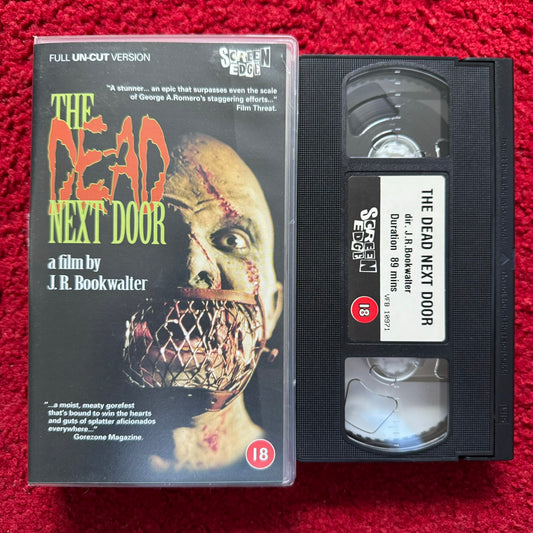 FULL UN-CUT VERSION
SCREEN
EDGE
"A stunner... an epic that surpasses even the scale
of George A.Romero's staggering efforts..."
Film Threat.
THE
DEAD
NEXT DOOR
a film by
J. R. Bookwalter
"...a moist, meaty gorefest
that's bound to win the hearts
and guts of splatter aficionados
everywhere..."
Gorezone Magazine.
18
THE DEAD NEXT DOOR
dir. J.R.Bookwalter
Duration 89 mins
SCREEN
EDGE
18
VFB 10971